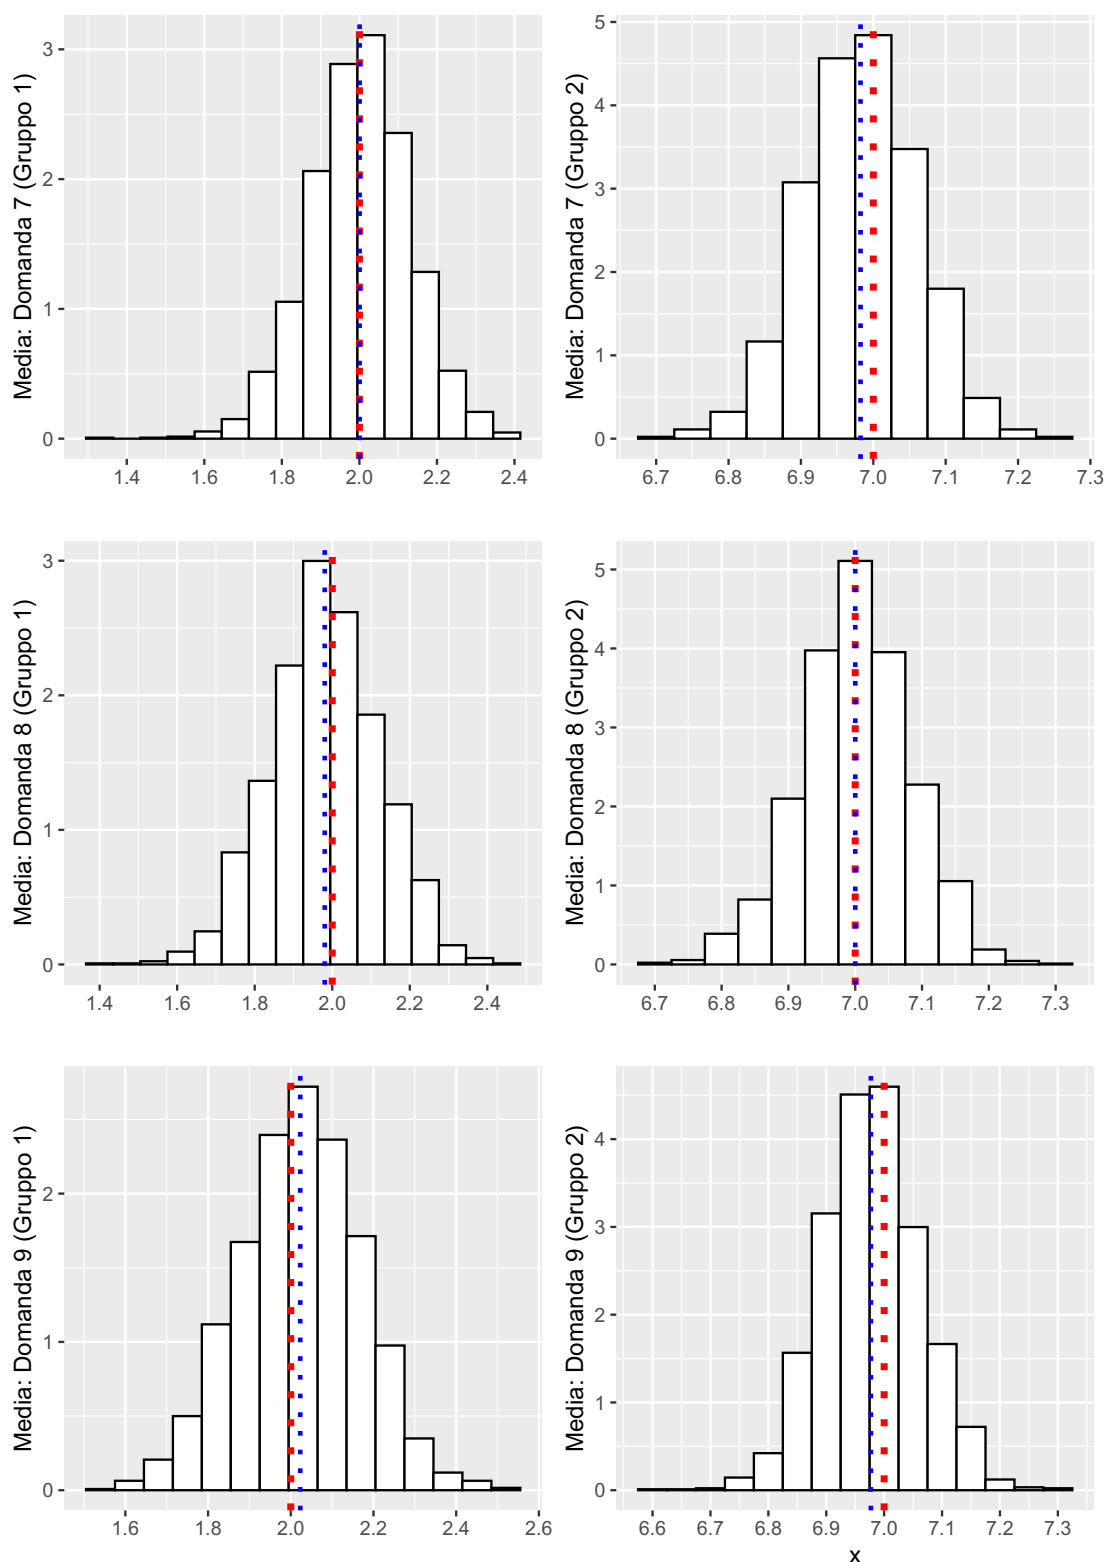 Media: Domanda 7 (Gruppo 1)
3
2
1
0
1.4 1.6 1.8 2.0 2.2 2.4
Media: Domanda 7 (Gruppo 2)
5
4
3
2
1
0
6.7 6.8 6.9 7.0 7.1 7.2 7.3
Media: Domanda 8 (Gruppo 1)
3
2
1
0
1.4 1.6 1.8 2.0 2.2 2.4
Media: Domanda 8 (Gruppo 2)
5
4
3
2
1
0
6.7 6.8 6.9 7.0 7.1 7.2 7.3
Media: Domanda 9 (Gruppo 1)
2
1
0
1.6 1.8 2.0 2.2 2.4 2.6
Media: Domanda 9 (Gruppo 2)
4
3
2
1
0
6.6 6.7 6.8 6.9 7.0 7.1 7.2 7.3
x